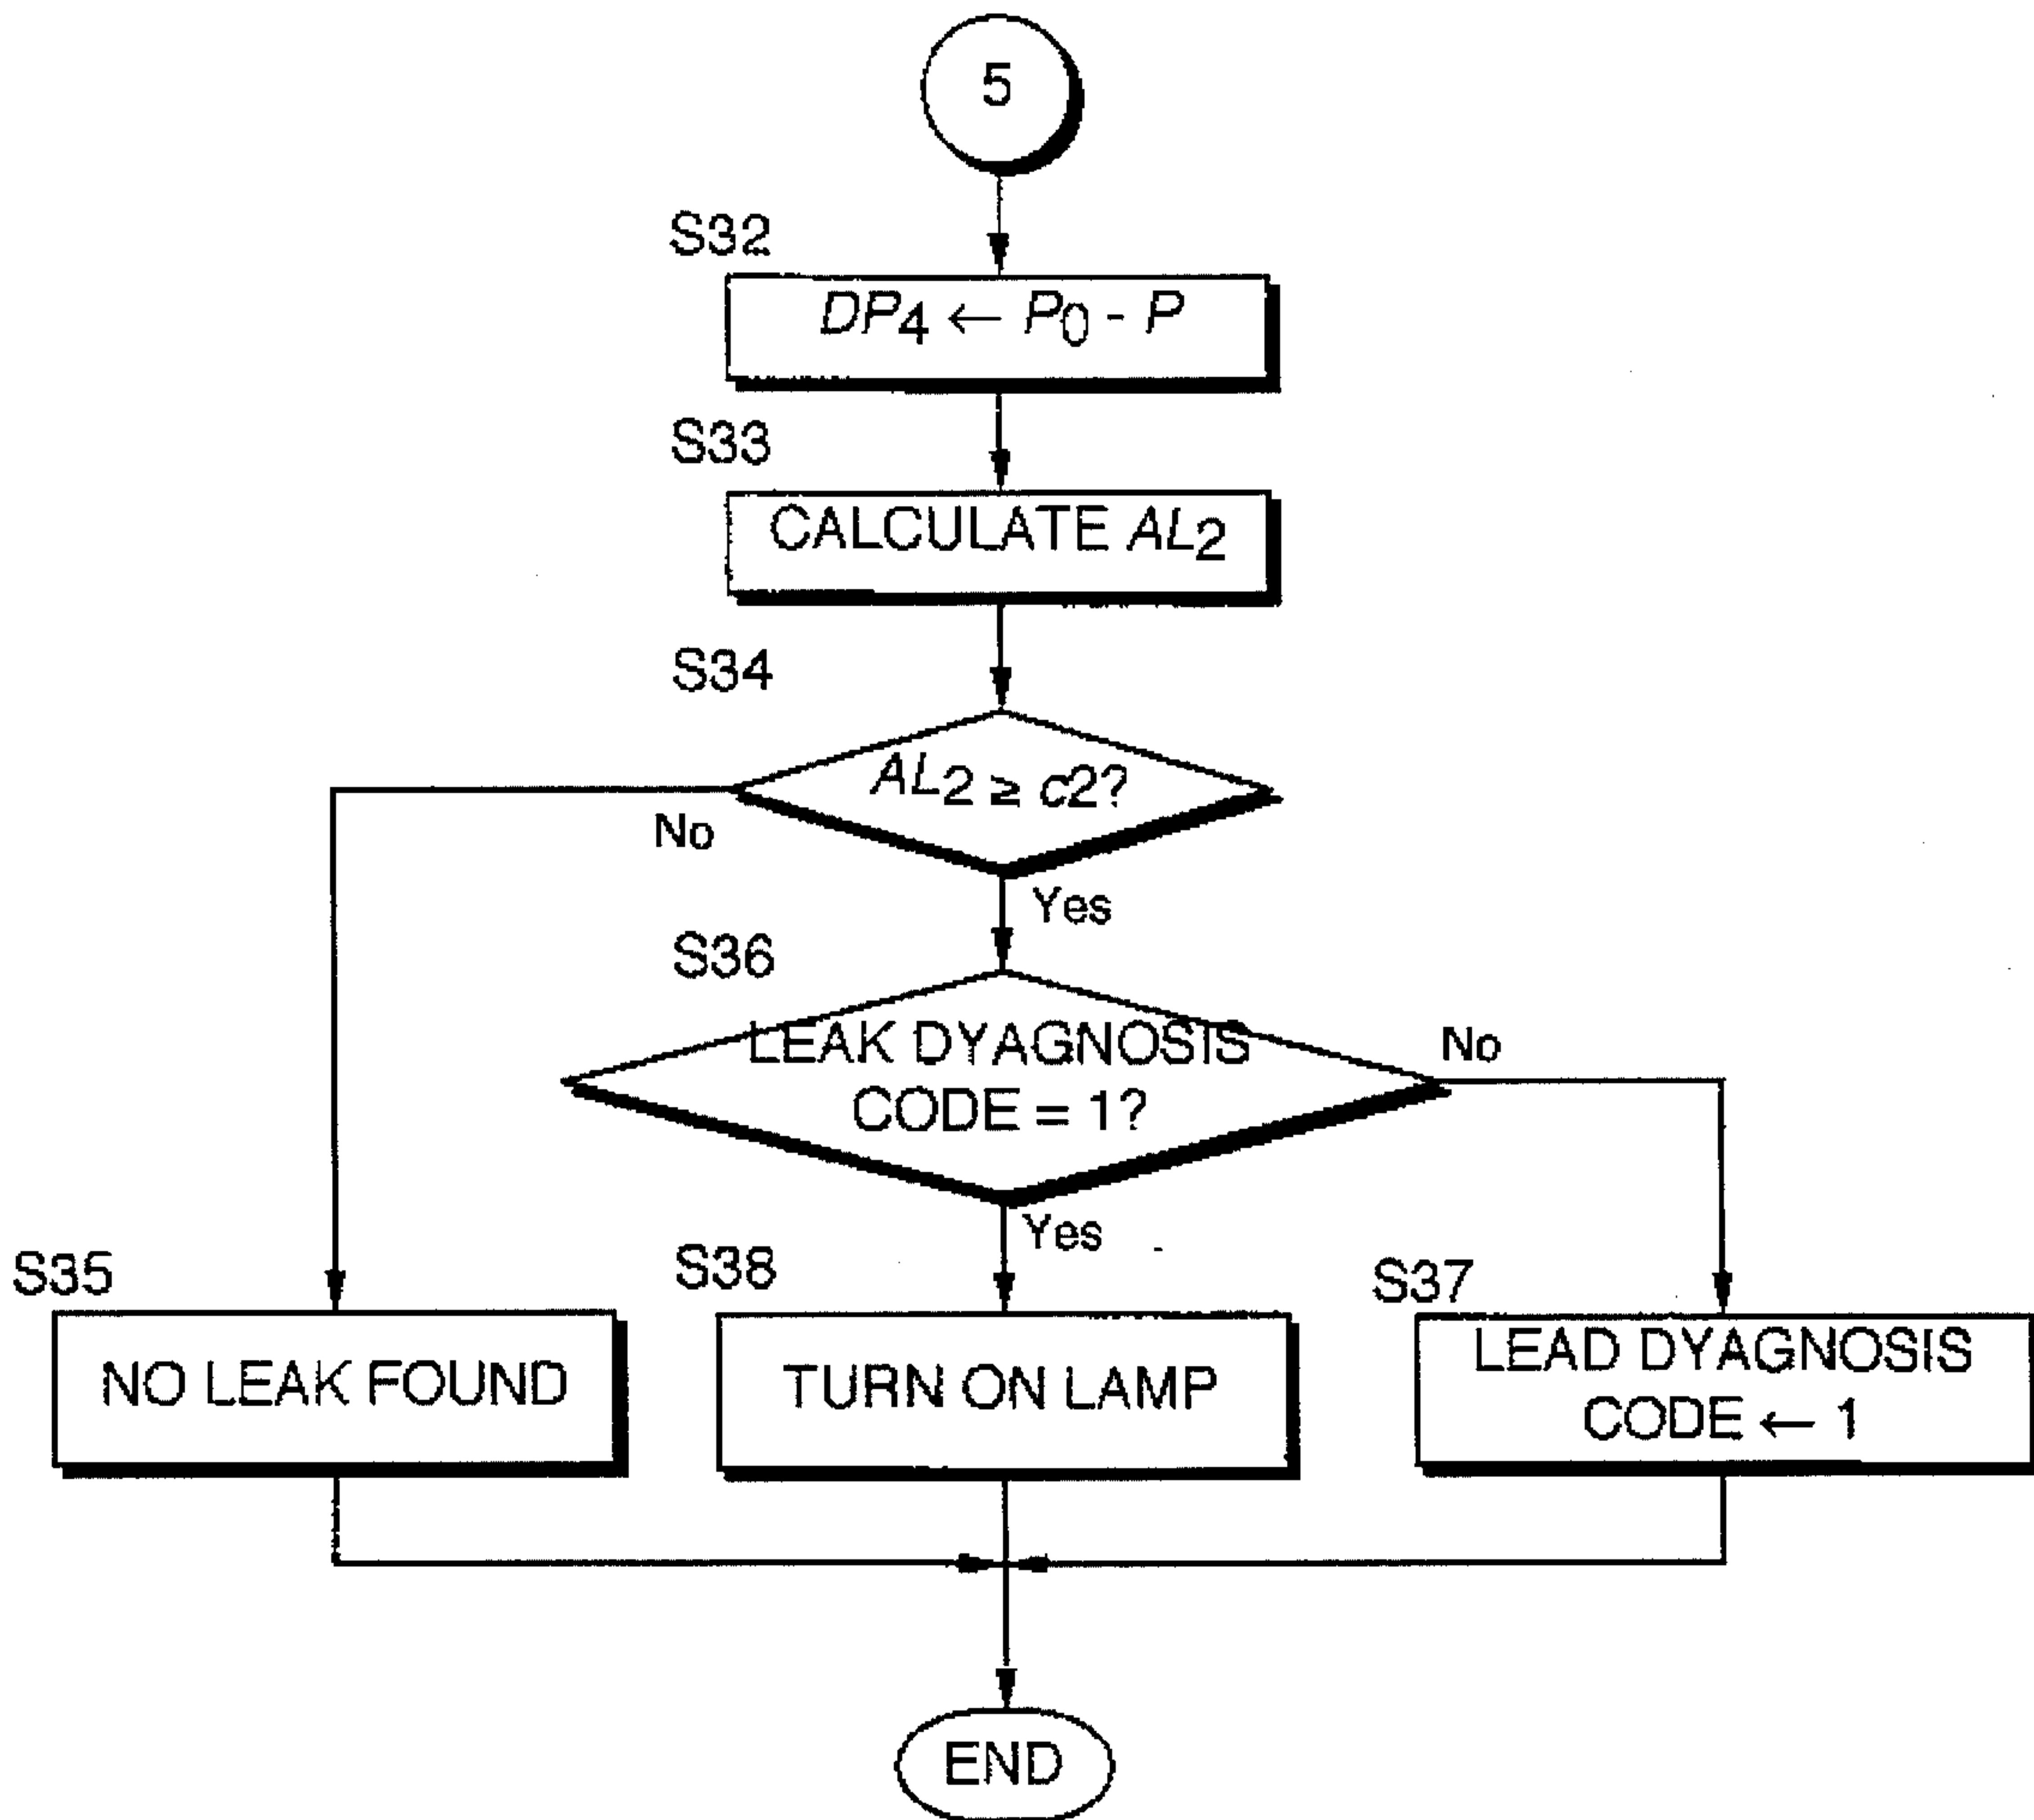 5
S32
DP4 ← P0 - P
S33
CALCULATE AL2
S34
AL2 ≥ c2?
No
Yes
S36
LEAK DYAGNOSIS
CODE = 1?
No
Yes
S35
NO LEAK FOUND
S38
TURN ON LAMP
S37
LEAD DYAGNOSIS
CODE ← 1
END